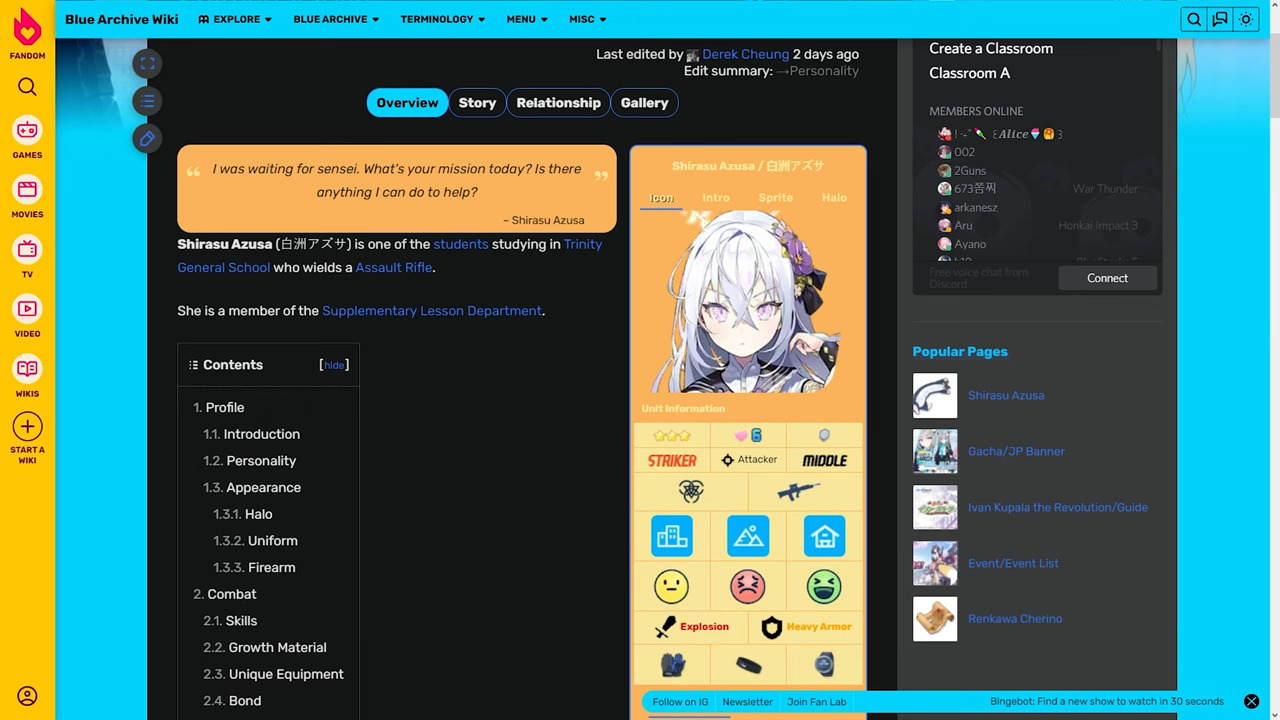 Blue Archive Wiki
EXPLORE
BLUE ARCHIVE
TERMINOLOGY
MENU
MISC
FANDOM
GAMES
MOVIES
TV
VIDEO
WIKIS
START A
WIKI
Last edited by Derek Cheung 2 days ago
Edit summary: →Personality
Overview
Story
Relationship
Gallery
“ I was waiting for sensei. What's your mission today? Is there ”
anything I can do to help?
~ Shirasu Azusa
Shirasu Azusa (白洲アズサ) is one of the students studying in Trinity
General School who wields a Assault Rifle.
She is a member of the Supplementary Lesson Department.
Contents [hide]
1. Profile
1.1. Introduction
1.2. Personality
1.3. Appearance
1.3.1. Halo
1.3.2. Uniform
1.3.3. Firearm
2. Combat
2.1. Skills
2.2. Growth Material
2.3. Unique Equipment
2.4. Bond
Shirasu Azusa / 白洲アズサ
Icon
Intro
Sprite
Halo
Unit Information
6
STRIKER
Attacker
MIDDLE
Explosion
Heavy Armor
Create a Classroom
Classroom A
MEMBERS ONLINE
002
2Guns
War Thunder
arkanesz
Aru
Honkai Impact 3
Ayano
Free voice chat from
Discord
Connect
Popular Pages
Shirasu Azusa
Gacha/JP Banner
Ivan Kupala the Revolution/Guide
Event/Event List
Renkawa Cherino
Follow on IG
Newsletter
Join Fan Lab
Bingebot: Find a new show to watch in 30 seconds